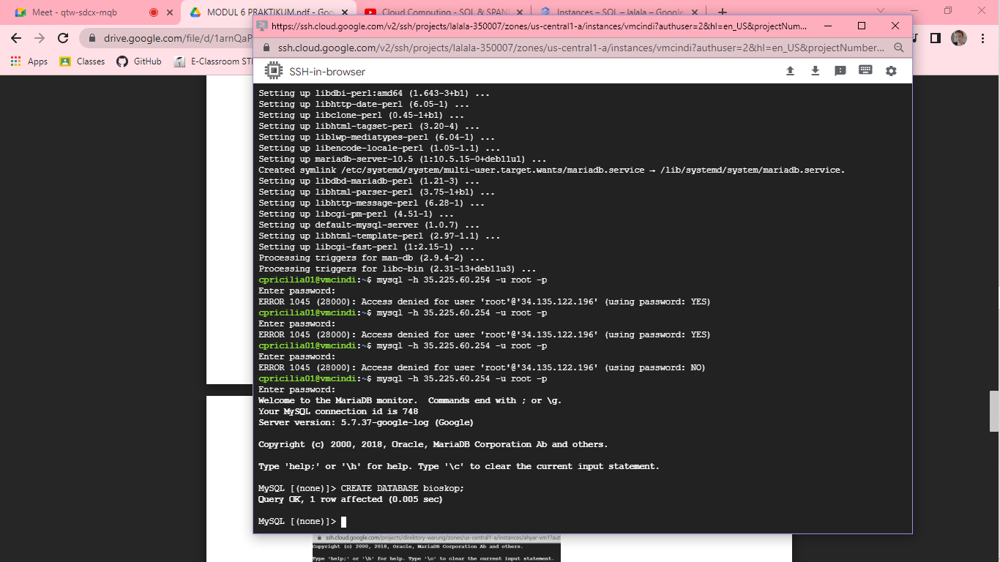 Meet - qtw-sdcx-mqb
MODUL 6 PRAKTIKUM.pdf - Goo
Cloud Computing - SQL & SPAN
Instances – SQL – lalala – Google
drive.google.com/file/d/1arnQaP
Apps
Classes
GitHub
E-Classroom STI
https://ssh.cloud.google.com/v2/ssh/projects/lalala-350007/zones/us-central1-a/instances/vmcindi?authuser=2&hl=en_US&projectNum...
ssh.cloud.google.com/v2/ssh/projects/lalala-350007/zones/us-central1-a/instances/vmcindi?authuser=2&hl=en_US&projectNumber...
SSH-in-browser
Setting up libdbi-perl:amd64 (1.643-3+b1) ...
Setting up libhttp-date-perl (6.05-1) ...
Setting up libclone-perl (0.45-1+b1) ...
Setting up libhtml-tagset-perl (3.20-4) ...
Setting up liblwp-mediatypes-perl (6.04-1) ...
Setting up libencode-locale-perl (1.05-1.1) ...
Setting up mariadb-server-10.5 (1:10.5.15-0+deb11u1) ...
Created symlink /etc/systemd/system/multi-user.target.wants/mariadb.service → /lib/systemd/system/mariadb.service.
Setting up libdbd-mariadb-perl (1.21-3) ...
Setting up libhtml-parser-perl (3.75-1+b1) ...
Setting up libhttp-message-perl (6.28-1) ...
Setting up libcgi-pm-perl (4.51-1) ...
Setting up default-mysql-server (1.0.7) ...
Setting up libhtml-template-perl (2.97-1.1) ...
Setting up libcgi-fast-perl (1:2.15-1) ...
Processing triggers for man-db (2.9.4-2) ...
Processing triggers for libc-bin (2.31-13+deb11u3) ...
cpricilia01@vmcindi:~$ mysql -h 35.225.60.254 -u root -p
Enter password:
ERROR 1045 (28000): Access denied for user 'root'@'34.135.122.196' (using password: YES)
cpricilia01@vmcindi:~$ mysql -h 35.225.60.254 -u root -p
Enter password:
ERROR 1045 (28000): Access denied for user 'root'@'34.135.122.196' (using password: YES)
cpricilia01@vmcindi:~$ mysql -h 35.225.60.254 -u root -p
Enter password:
ERROR 1045 (28000): Access denied for user 'root'@'34.135.122.196' (using password: NO)
cpricilia01@vmcindi:~$ mysql -h 35.225.60.254 -u root -p
Enter password:
Welcome to the MariaDB monitor.  Commands end with ; or \g.
Your MySQL connection id is 748
Server version: 5.7.37-google-log (Google)
Copyright (c) 2000, 2018, Oracle, MariaDB Corporation Ab and others.
Type 'help;' or '\h' for help. Type '\c' to clear the current input statement.
MySQL [(none)]> CREATE DATABASE bioskop;
Query OK, 1 row affected (0.005 sec)
MySQL [(none)]>
ssh.cloud.google.com/projects/direktory-warung/zones/us-central1-a/instances/ahyar-vm1?aut
Copyright (c) 2000, 2018, Oracle, MariaDB Corporation Ab and others.
Type 'help;' or '\h' for help. Type '\c' to clear the current input statement.